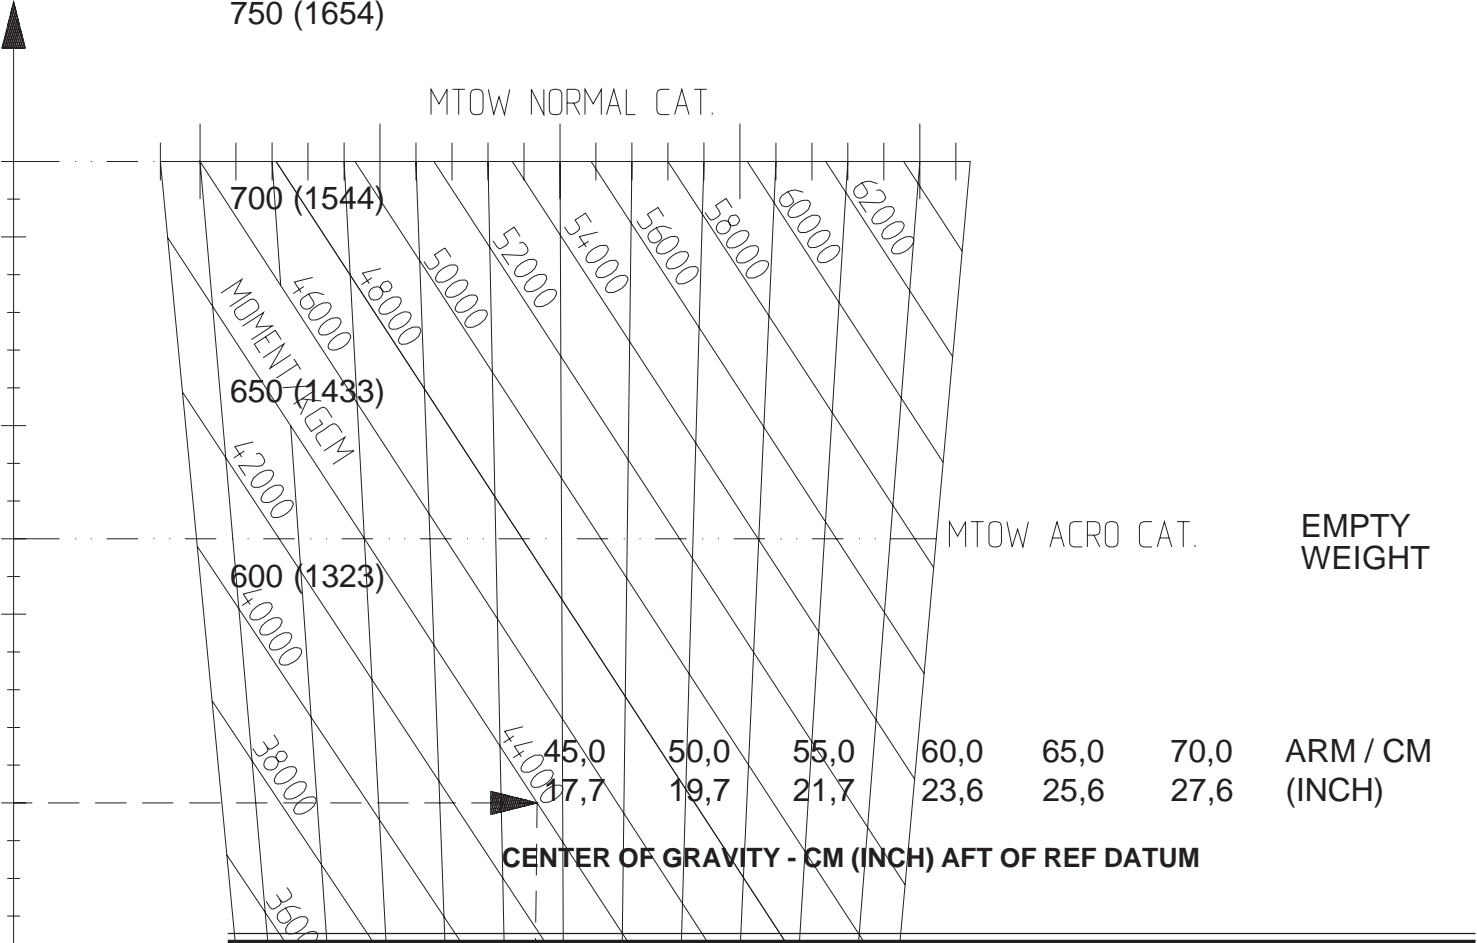 750 (1654)
MTOW NORMAL CAT.
700 (1544)
62000
60000
58000
56000
54000
52000
50000
48000
46000
MOMENT / KGCM
650 (1433)
42000
MTOW ACRO CAT.
EMPTY
WEIGHT
600 (1323)
40000
38000
44000
45,0 50,0 55,0 60,0 65,0 70,0 ARM / CM
17,7 19,7 21,7 23,6 25,6 27,6 (INCH)
CENTER OF GRAVITY - CM (INCH) AFT OF REF DATUM